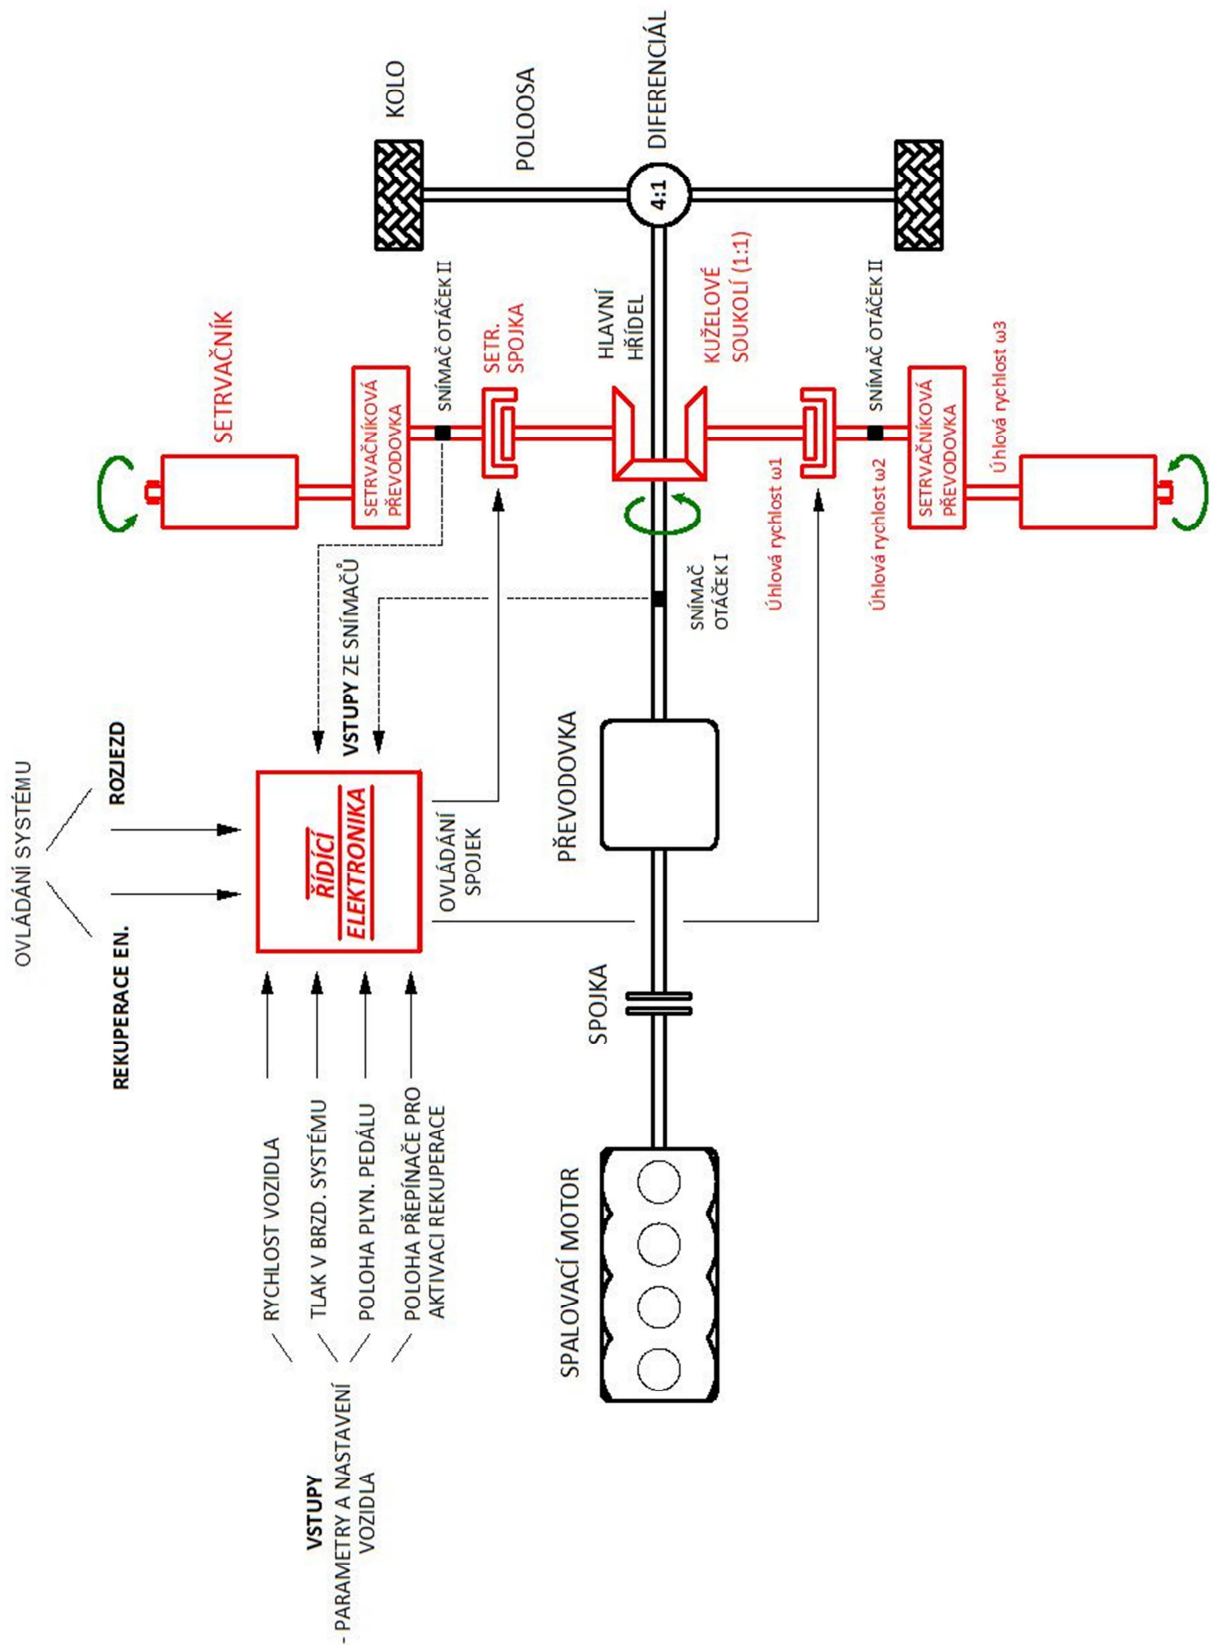 OVLÁDÁNÍ SYSTÉMU
REKUPERACE EN.
ROZJEZD
VSTUPY
- PARAMETRY A NASTAVENÍ
VOZIDLA
RYCHLOST VOZIDLA
TLAK V BRZD. SYSTÉMU
POLOHA PLYN. PEDÁLU
POLOHA PŘEPÍNAČE PRO
AKTIVACI REKUPERACE
ŘÍDÍCÍ
ELEKTRONIKA
VSTUPY ZE SNÍMAČŮ
OVLÁDÁNÍ
SPOJEK
SETRVAČNÍK
SETRVAČNÍKOVÁ
PŘEVODOVKA
SNÍMAČ OTÁČEK II
SETR.
SPOJKA
KOLO
POLOOSA
SPALOVACÍ MOTOR
SPOJKA
PŘEVODOVKA
SNÍMAČ
OTÁČEK I
HLAVNÍ
HŘÍDEL
DIFERENCIÁL
4:1
KUŽELOVÉ
SOUKOLÍ (1:1)
Úhlová rychlost ω1
Úhlová rychlost ω2
SNÍMAČ OTÁČEK II
SETRVAČNÍKOVÁ
PŘEVODOVKA
Úhlová rychlost ω3